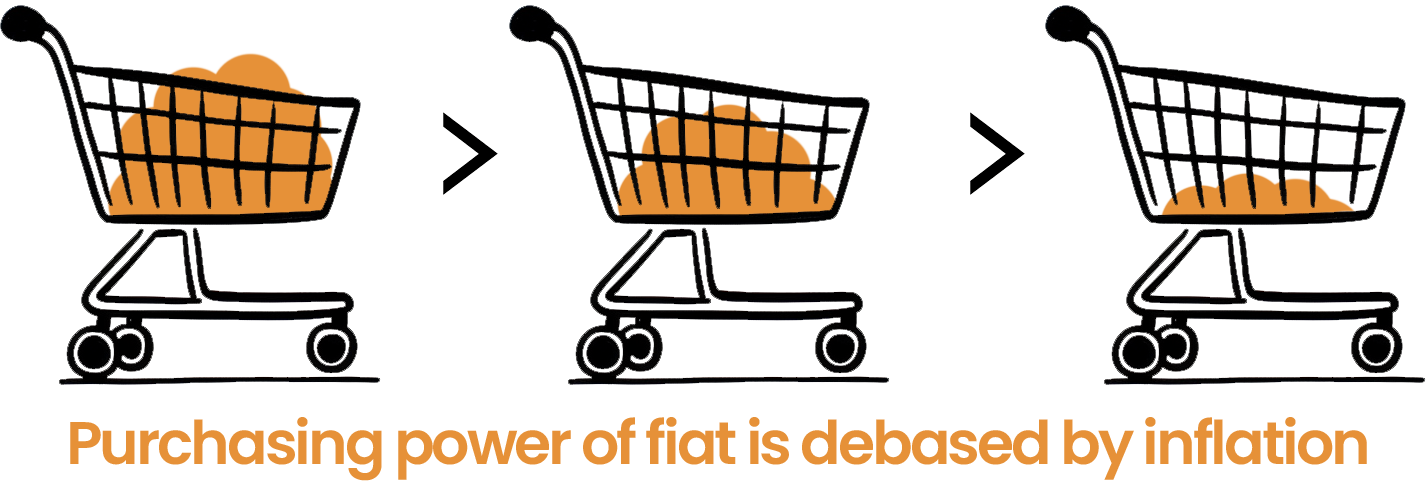 > >
Purchasing power of fiat is debased by inflation